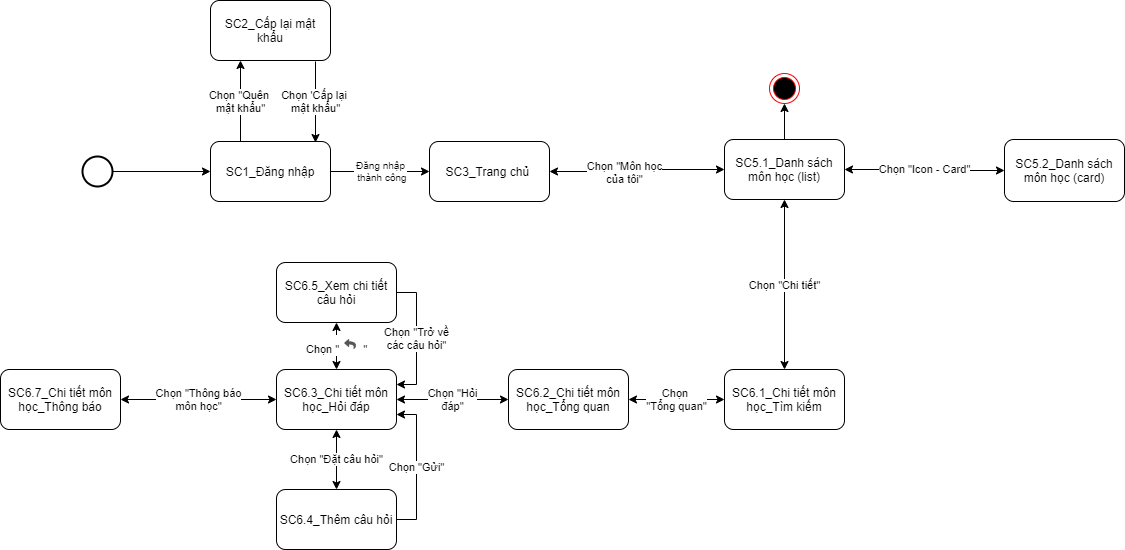 SC2_Cấp lại mật
khẩu
Chọn "Quên
mật khẩu"
Chọn 'Cấp lại
mật khẩu"
SC1_Đăng nhập
Đăng nhập
thành công
SC3_Trang chủ
Chọn "Môn học
của tôi"
SC5.1_Danh sách
môn học (list)
Chọn "Icon - Card"
SC5.2_Danh sách
môn học (card)
SC6.5_Xem chi tiết
câu hỏi
Chọn "Chi tiết"
Chọn "Trở về
các câu hỏi"
Chọn " "
SC6.7_Chi tiết môn
học_Thông báo
Chọn "Thông báo
môn học"
SC6.3_Chi tiết môn
học_Hỏi đáp
Chọn "Hỏi
đáp"
SC6.2_Chi tiết môn
học_Tổng quan
Chọn
"Tổng quan"
SC6.1_Chi tiết môn
học_Tìm kiếm
Chọn "Đặt câu hỏi"
Chọn "Gửi"
SC6.4_Thêm câu hỏi